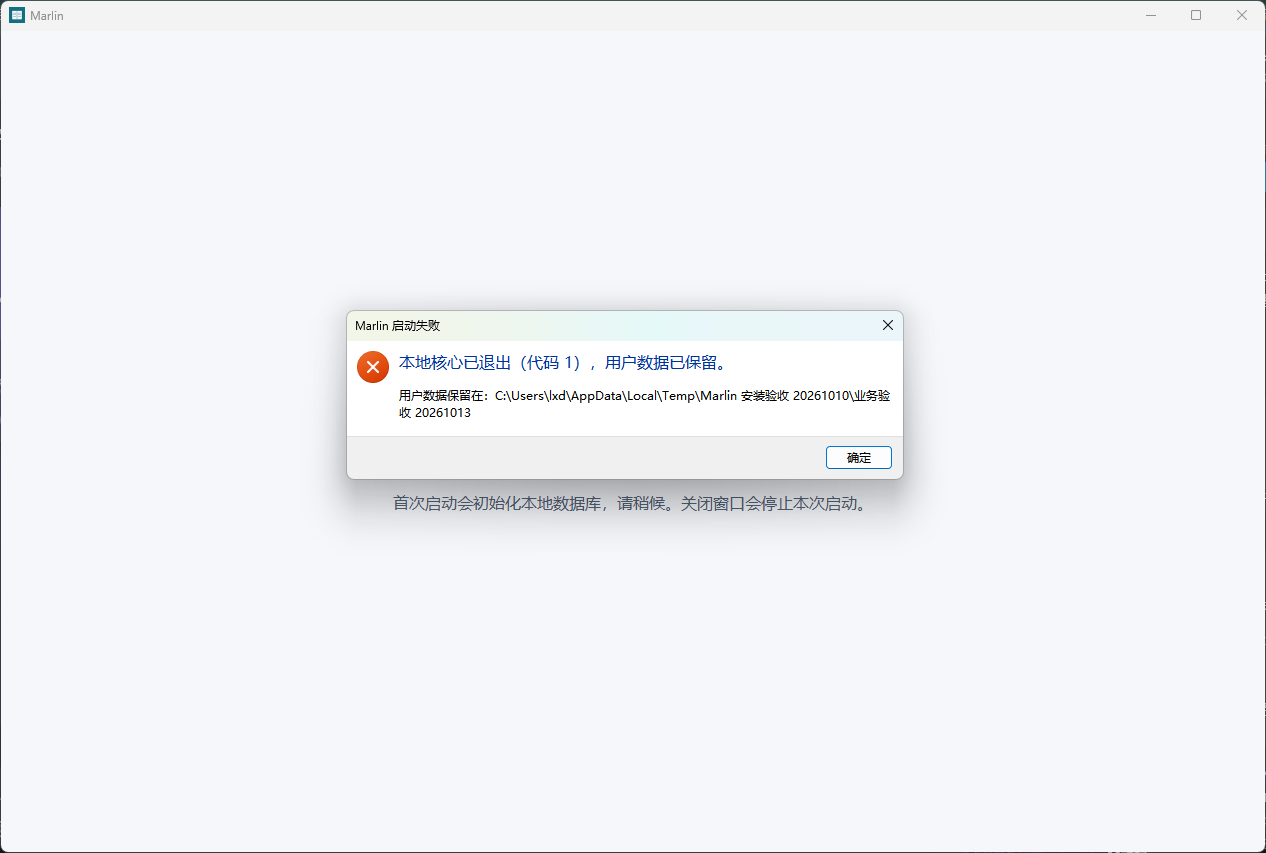 Marlin
Marlin 启动失败
本地核心已退出（代码 1），用户数据已保留。
用户数据保留在：C:\Users\lxd\AppData\Local\Temp\Marlin 安装验收 20261010\业务验
收 20261013
确定
首次启动会初始化本地数据库，请稍候。关闭窗口会停止本次启动。